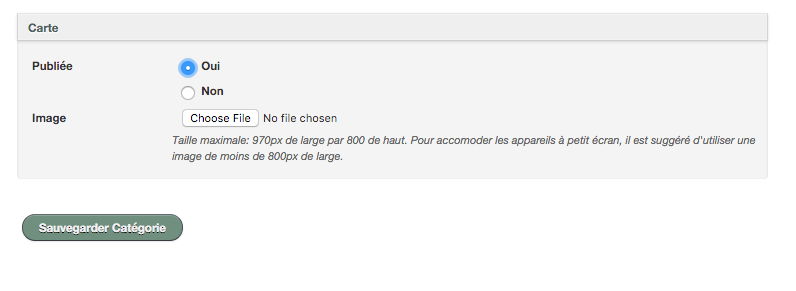 Carte
Publiée Oui
Non
Image Choose File No file chosen
Taille maximale: 970px de large par 800 de haut. Pour accomoder les appareils à petit écran, il est suggéré d'utiliser une
image de moins de 800px de large.
Sauvegarder Catégorie